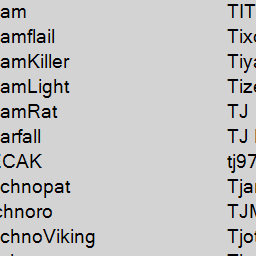 am
amflail
amKiller
amLight
amRat
arfall
CAK
chnopat
chnoro
chnoViking
TIT
Tixo
Tiya
Tize
TJ
TJ
tj97
Tjar
TJM
Tjot